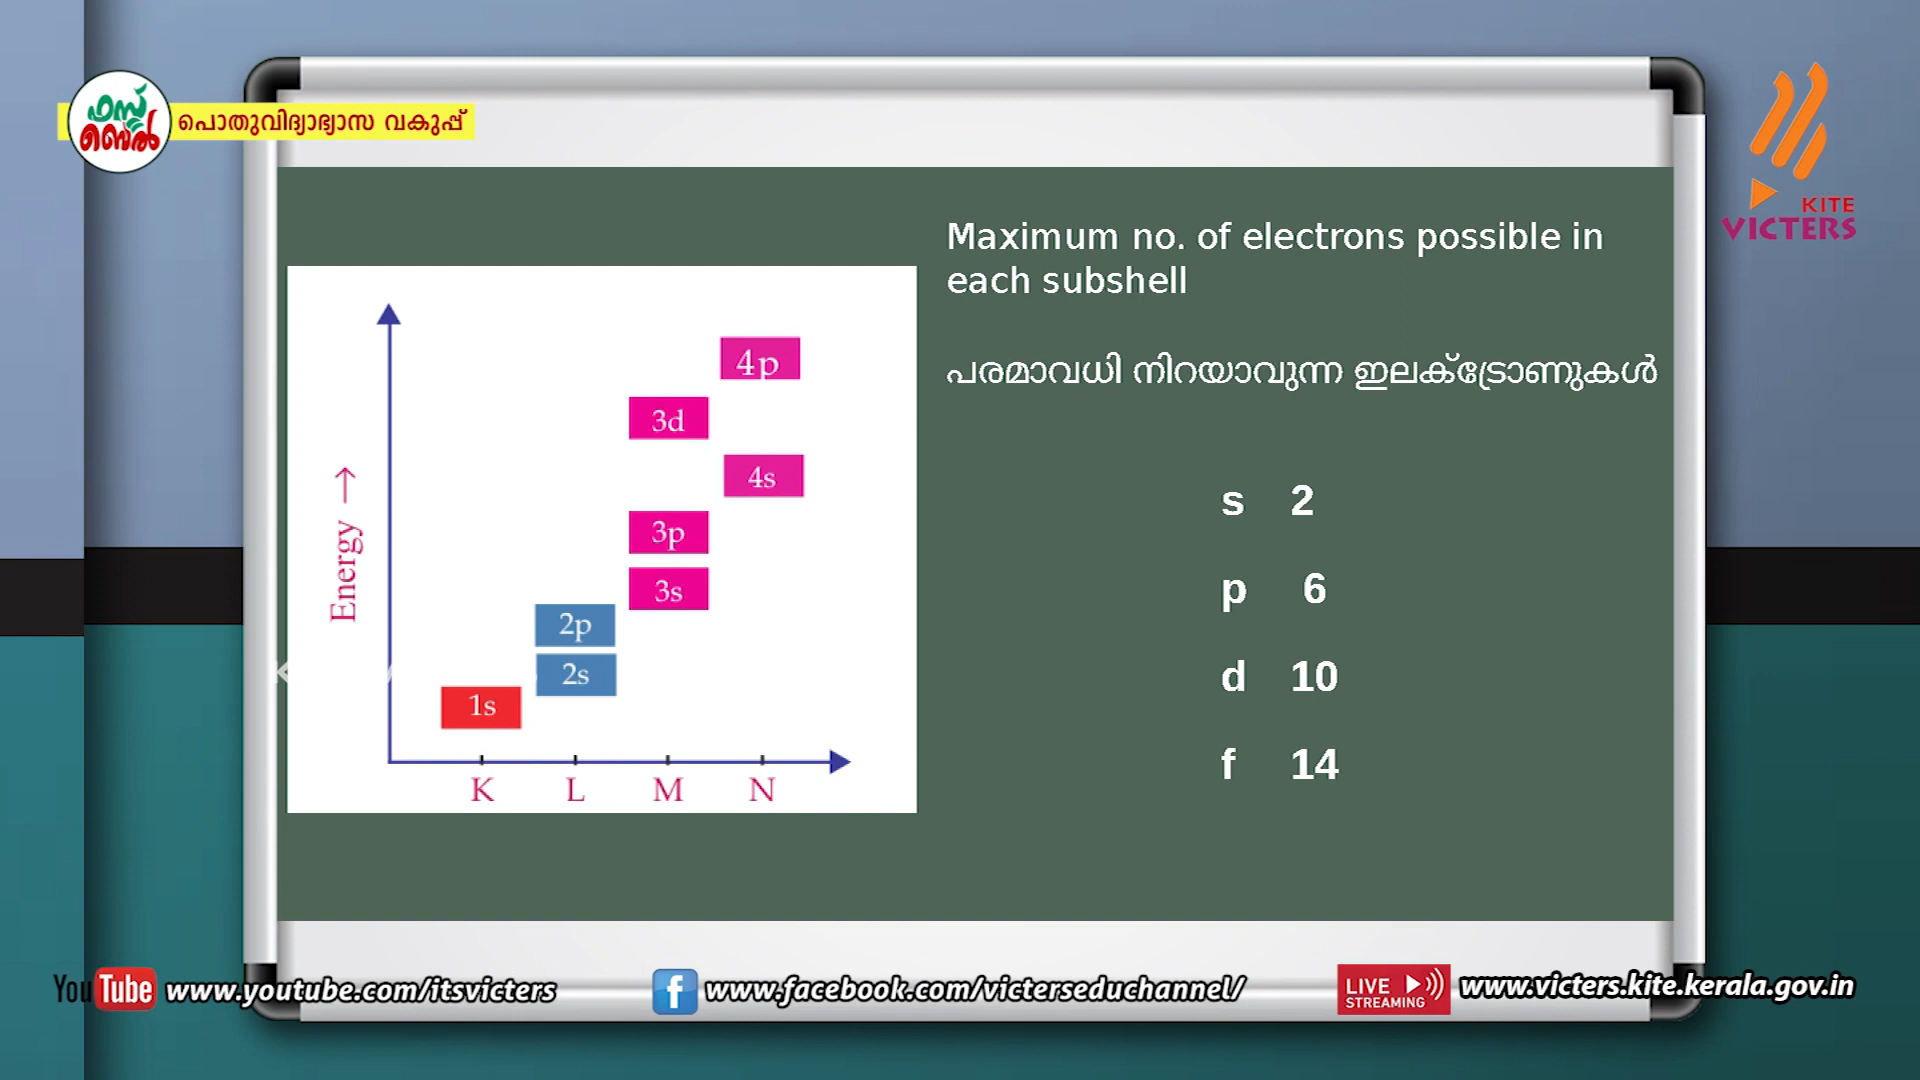 ഫസ്റ്റ്
ബെൽ
പൊതുവിദ്യാഭ്യാസ വകുപ്പ്
KITE
VICTERS
Maximum no. of electrons possible in
each subshell
പരമാവധി നിറയാവുന്ന ഇലക്ട്രോണുകൾ
s 2
p 6
d 10
f 14
4p
3d
4s
3p
3s
2p
2s
1s
Energy →
K L M N
You Tube www.youtube.com/itsvicters
f www.facebook.com/victerseduchannel/
LIVE
STREAMING
www.victers.kite.kerala.gov.in